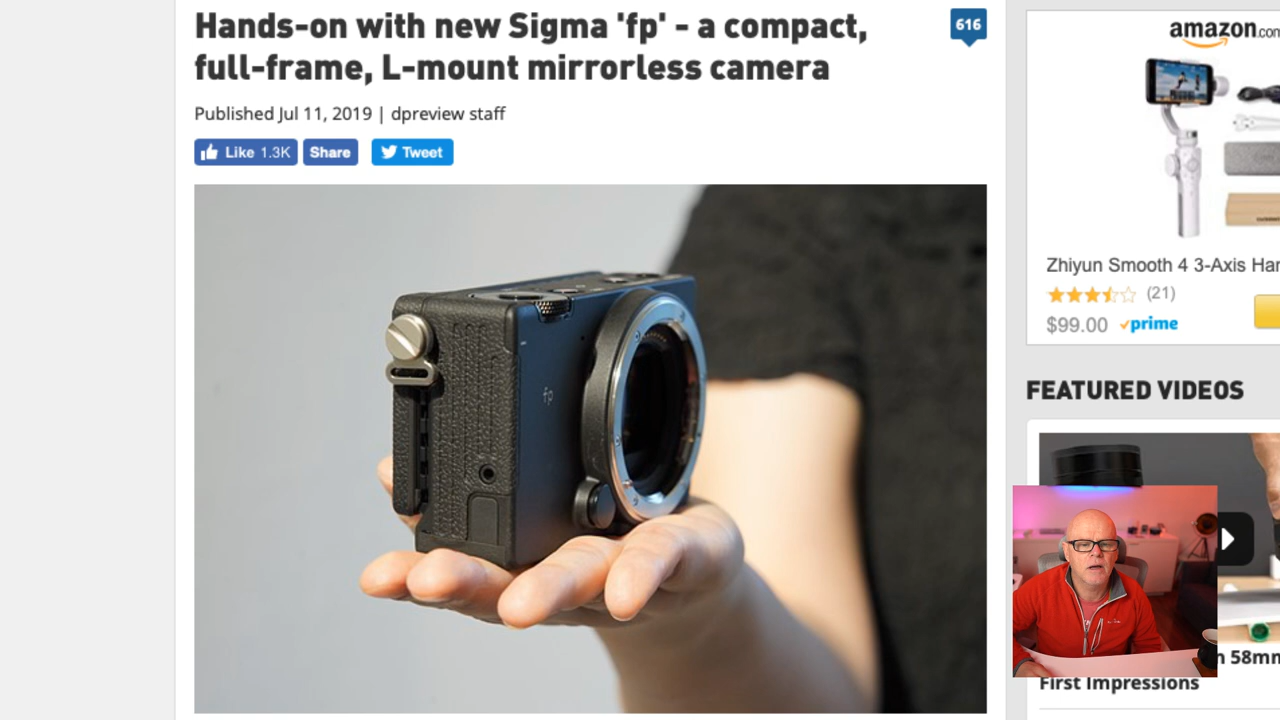 Hands-on with new Sigma 'fp' - a compact,
full-frame, L-mount mirrorless camera
616
Published Jul 11, 2019 | dpreview staff
Like 1.3K
Share
Tweet
fp
amazon.com
Zhiyun Smooth 4 3-Axis Har
(21)
$99.00 prime
FEATURED VIDEOS
58mm
First Impressions